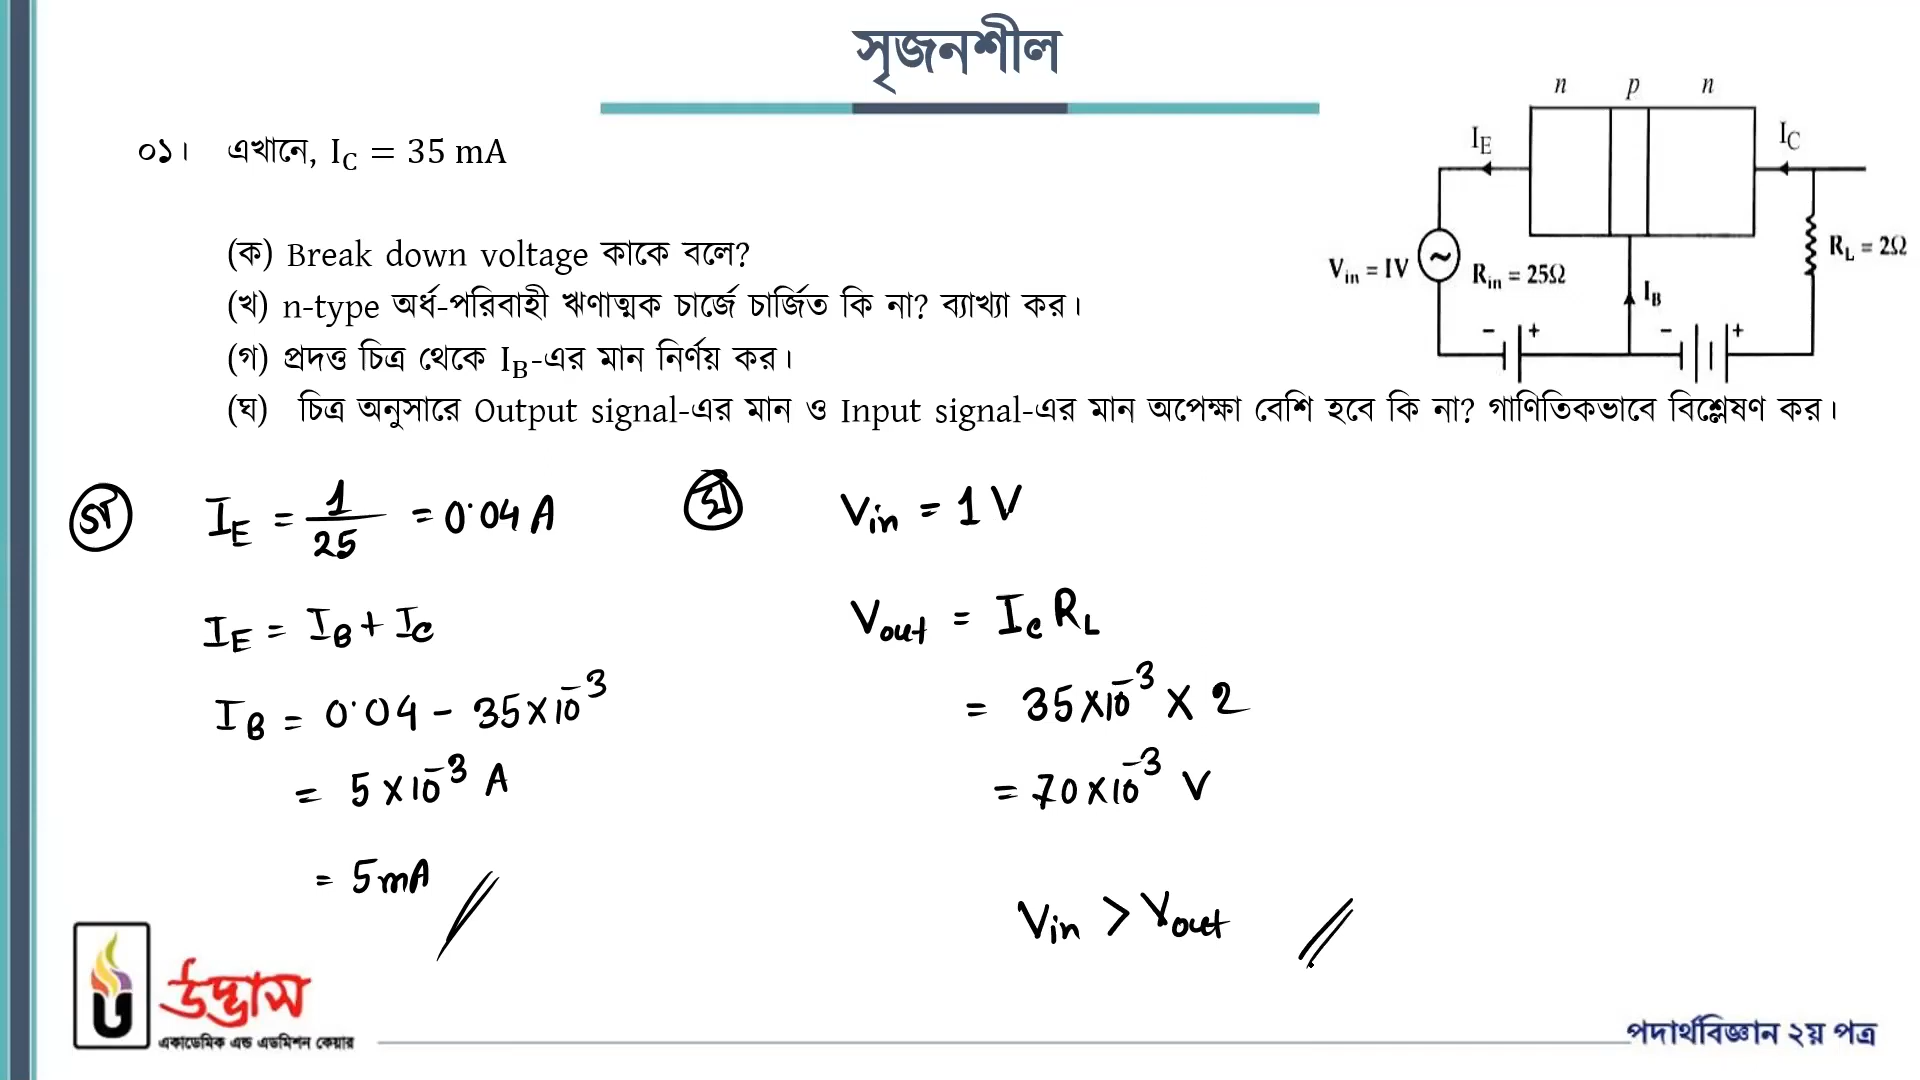 সৃজনশীল
০১। এখানে, I_C = 35 mA
(ক) Break down voltage কাকে বলে?
(খ) n-type অর্ধ-পরিবাহী ঋণাত্মক চার্জে চার্জিত কি না? ব্যাখ্যা কর।
(গ) প্রদত্ত চিত্র থেকে I_B-এর মান নির্ণয় কর।
(ঘ) চিত্র অনুসারে Output signal-এর মান ও Input signal-এর মান অপেক্ষা বেশি হবে কি না? গাণিতিকভাবে বিশ্লেষণ কর।
n p n
I_E
I_C
V_in = IV
R_in = 25Ω
R_L = 2Ω
I_B
- + - +
গ
I_E = 1/25 = 0.04 A
I_E = I_B + I_C
I_B = 0.04 - 35×10^-3
= 5×10^-3 A
= 5mA
ঘ
V_in = 1 V
V_out = I_C R_L
= 35×10^-3 × 2
= 70×10^-3 V
V_in > V_out
উদ্ভাস
একাডেমিক এন্ড এডমিশন কেয়ার
পদার্থবিজ্ঞান ২য় পত্র